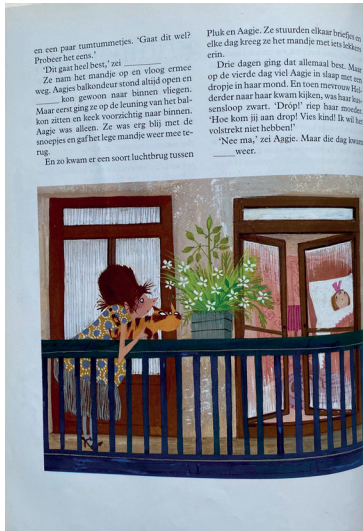 en een paar tumtummetjes. 'Gaat dit wel?
Probeer het eens.'
'Dit gaat heel best,' zei ______
Ze nam het mandje op en vloog ermee
weg. Aagjes balkondeur stond altijd open en
______ kon gewoon naar binnen vliegen.
Maar eerst ging ze op de leuning van het bal-
kon zitten en keek voorzichtig naar binnen.
Aagje was alleen. Ze was erg blij met de
snoepjes en gaf het lege mandje weer mee te-
rug.
En zo kwam er een soort luchtbrug tussen
Pluk en Aagje. Ze stuurden elkaar briefjes en
elke dag kreeg ze het mandje met iets lekkers
erin.
Drie dagen ging dat allemaal best. Maar
op de vierde dag viel Aagje in slaap met een
dropje in haar mond. En toen mevrouw Hel-
derder naar haar kwam kijken, was haar kus-
sensloop zwart. 'Dróp!' riep haar moeder.
'Hoe kom jij aan drop! Vies kind! Ik wil het
volstrekt niet hebben!'
'Nee ma,' zei Aagje. Maar die dag kwam
______ weer.